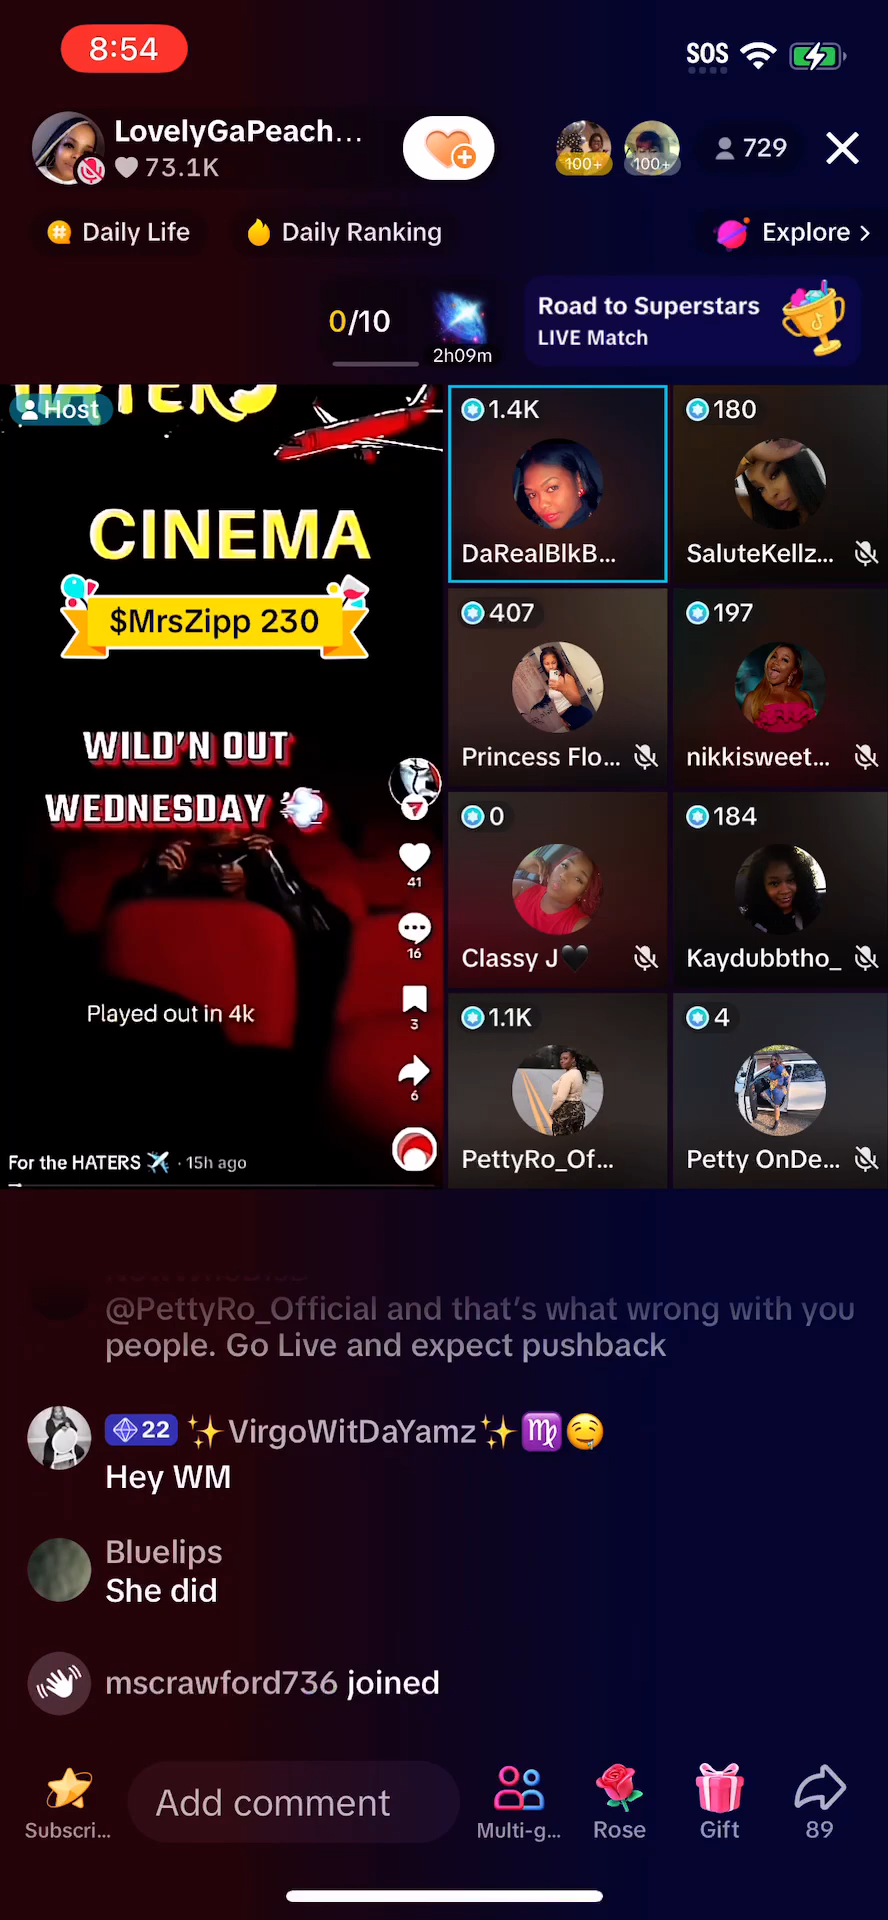 8:54
SOS
LovelyGaPeach...
73.1K
100+
100+
729
Daily Life
Daily Ranking
Explore >
0/10
2h09m
Road to Superstars
LIVE Match
HATERS
Host
CINEMA
$MrsZipp 230
WILD'N OUT
WEDNESDAY
41
16
3
6
Played out in 4k
For the HATERS ✈️ · 15h ago
1.4K
DaRealBlkB...
180
SaluteKellz...
407
Princess Flo...
197
nikkisweet...
0
Classy J🖤
184
Kaydubbtho_
1.1K
PettyRo_Of...
4
Petty OnDe...
@PettyRo_Official and that's what wrong with you
people. Go Live and expect pushback
22 ✨VirgoWitDaYamz✨♍🤤
Hey WM
Bluelips
She did
mscrawford736 joined
Subscri...
Add comment
Multi-g...
Rose
Gift
89